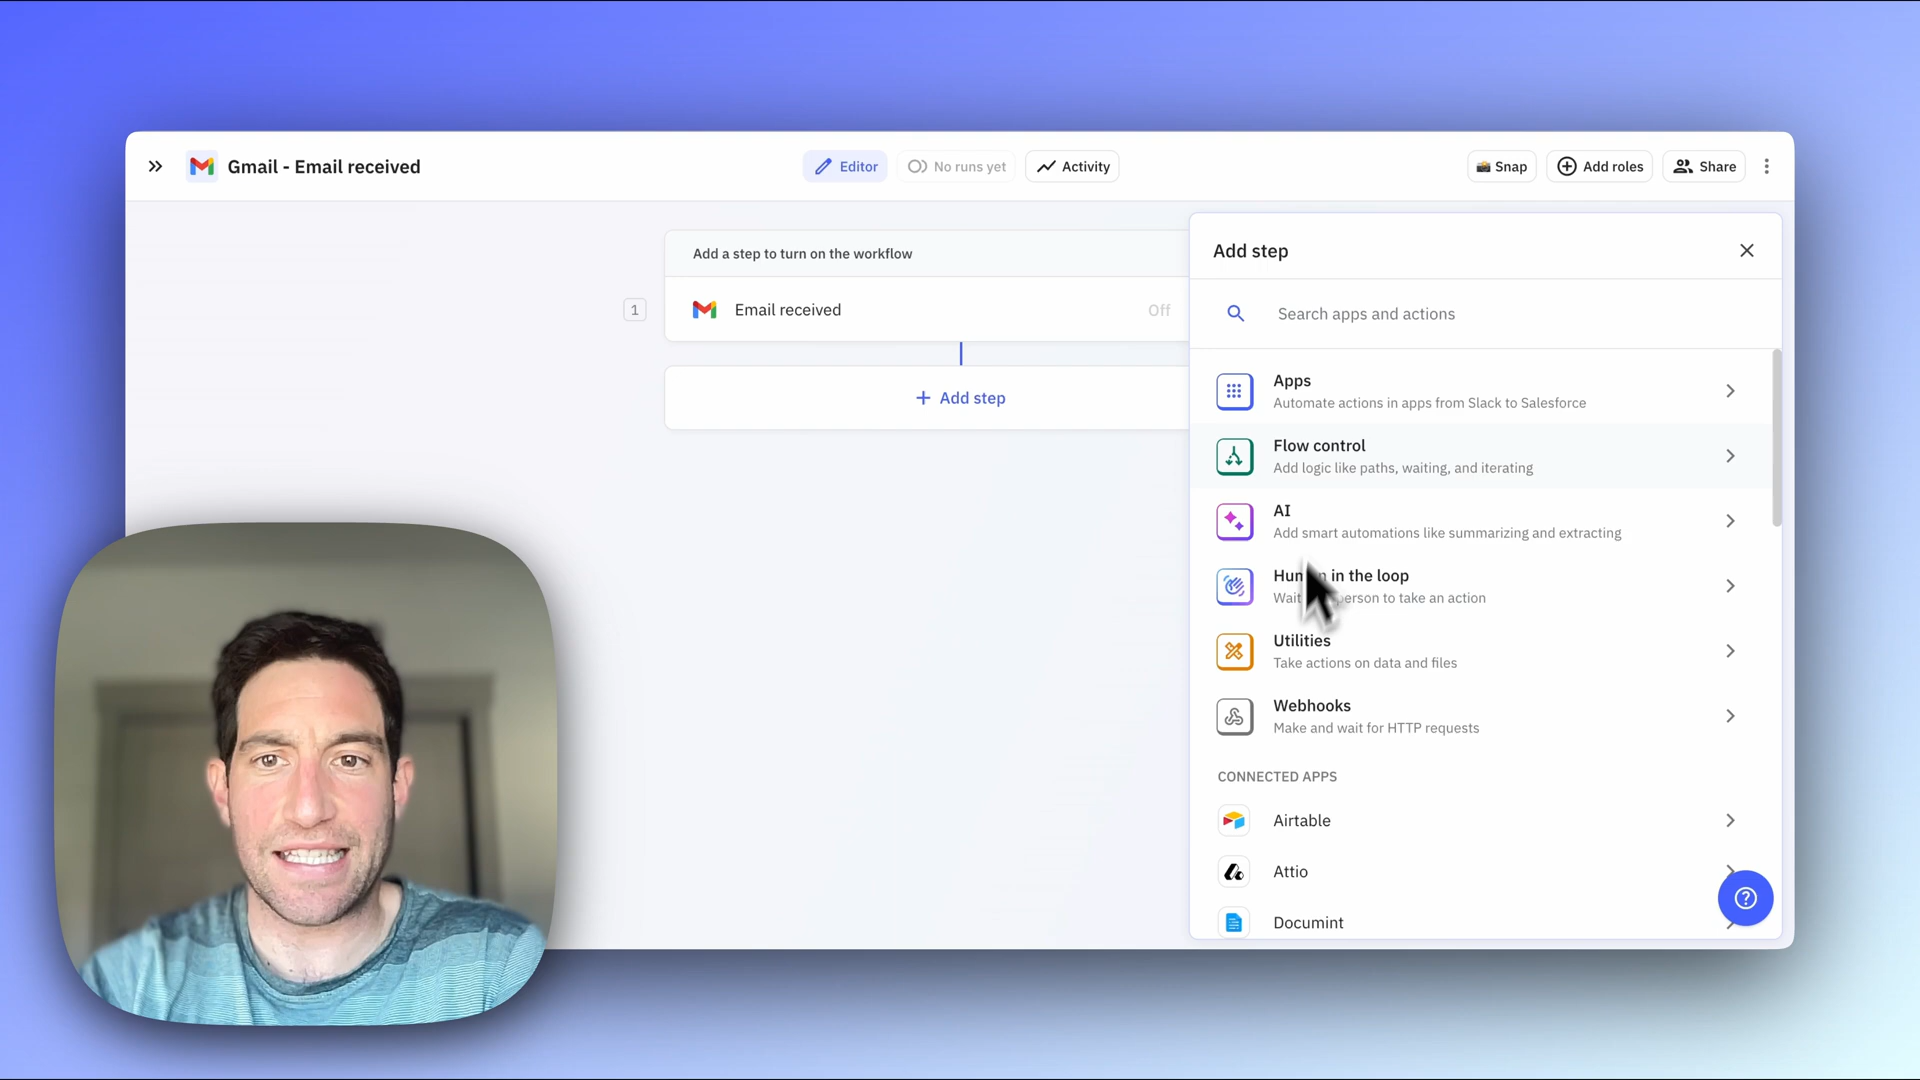 Gmail - Email received
Editor
No runs yet
Activity
Snap
Add roles
Share
Add a step to turn on the workflow
1
Email received
Off
+ Add step
Add step
Search apps and actions
Apps
Automate actions in apps from Slack to Salesforce
Flow control
Add logic like paths, waiting, and iterating
AI
Add smart automations like summarizing and extracting
in the loop
person to take an action
Utilities
Take actions on data and files
Webhooks
Make and wait for HTTP requests
CONNECTED APPS
Airtable
Attio
Documint